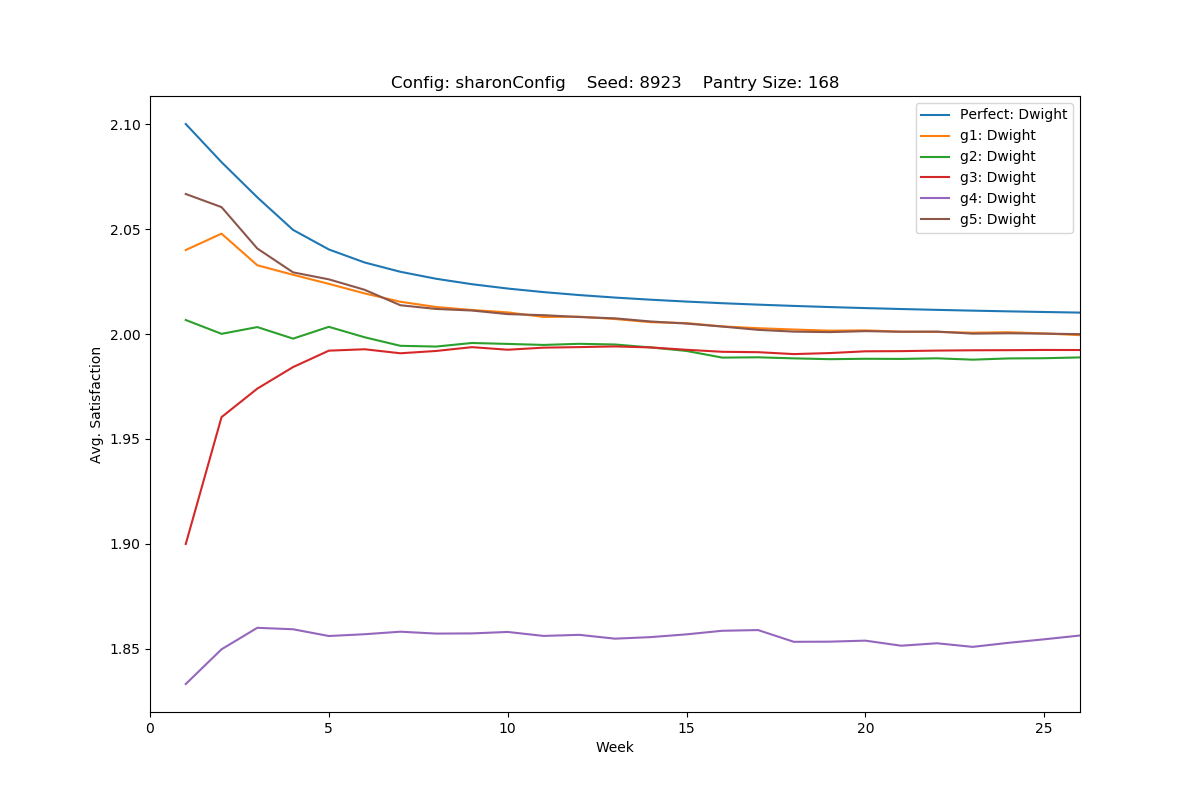 Config: sharonConfig    Seed: 8923    Pantry Size: 168
Perfect: Dwight
g1: Dwight
g2: Dwight
g3: Dwight
g4: Dwight
g5: Dwight
Avg. Satisfaction
2.10
2.05
2.00
1.95
1.90
1.85
0 5 10 15 20 25
Week